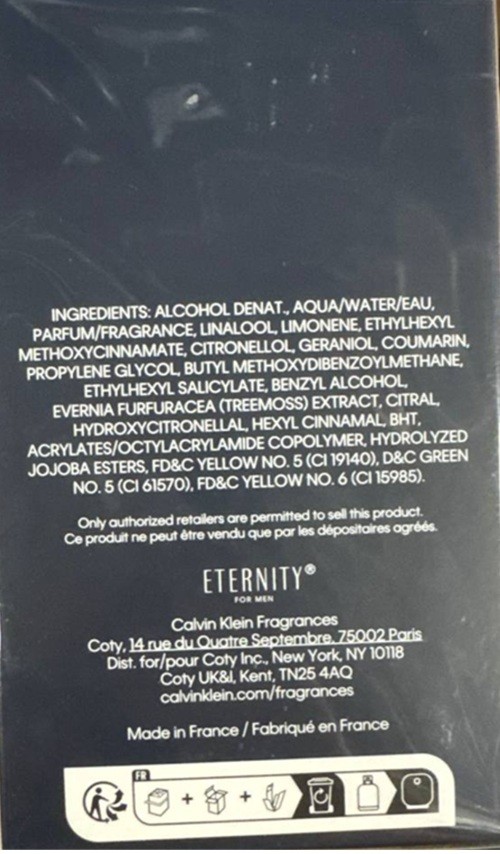 INGREDIENTS: ALCOHOL DENAT., AQUA/WATER/EAU,
PARFUM/FRAGRANCE, LINALOOL, LIMONENE, ETHYLHEXYL
METHOXYCINNAMATE, CITRONELLOL, GERANIOL, COUMARIN,
PROPYLENE GLYCOL, BUTYL METHOXYDIBENZOYLMETHANE,
ETHYLHEXYL SALICYLATE, BENZYL ALCOHOL,
EVERNIA FURFURACEA (TREEMOSS) EXTRACT, CITRAL,
HYDROXYCITRONELLAL, HEXYL CINNAMAL, BHT,
ACRYLATES/OCTYLACRYLAMIDE COPOLYMER, HYDROLYZED
JOJOBA ESTERS, FD&C YELLOW NO. 5 (CI 19140), D&C GREEN
NO. 5 (CI 61570), FD&C YELLOW NO. 6 (CI 15985).
Only authorized retailers are permitted to sell this product.
Ce produit ne peut être vendu que par les dépositaires agréés.
ETERNITY®
FOR MEN
Calvin Klein Fragrances
Coty, 14 rue du Quatre Septembre, 75002 Paris
Dist. for/pour Coty Inc., New York, NY 10118
Coty UK&I, Kent, TN25 4AQ
calvinklein.com/fragrances
Made in France / Fabriqué en France
FR
+ +